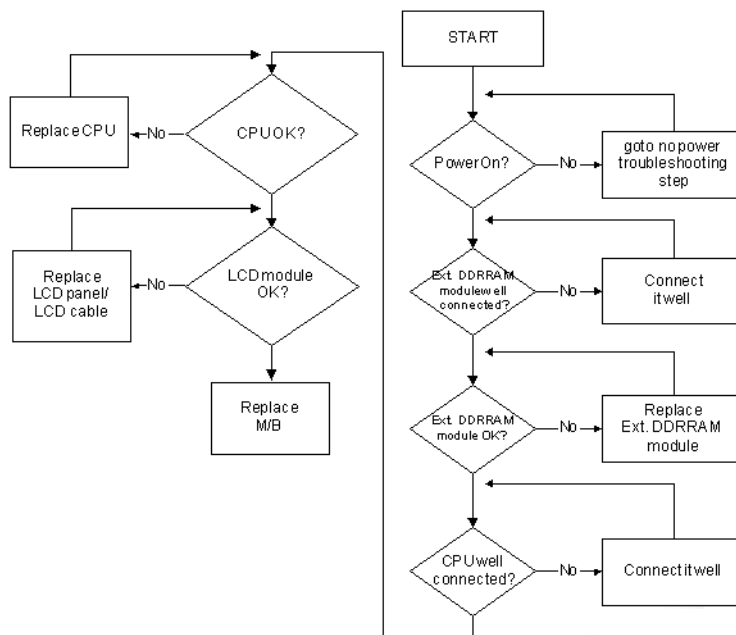 START
Power On?
No
goto no power
troubleshooting
step
Ext. DDRRAM
module well
connected?
No
Connect
it well
Ext. DDRRAM
module OK?
No
Replace
Ext. DDRRAM
module
CPU well
connected?
No
Connect it well
CPU OK?
No
Replace CPU
LCD module
OK?
No
Replace
LCD panel/
LCD cable
Replace
M/B